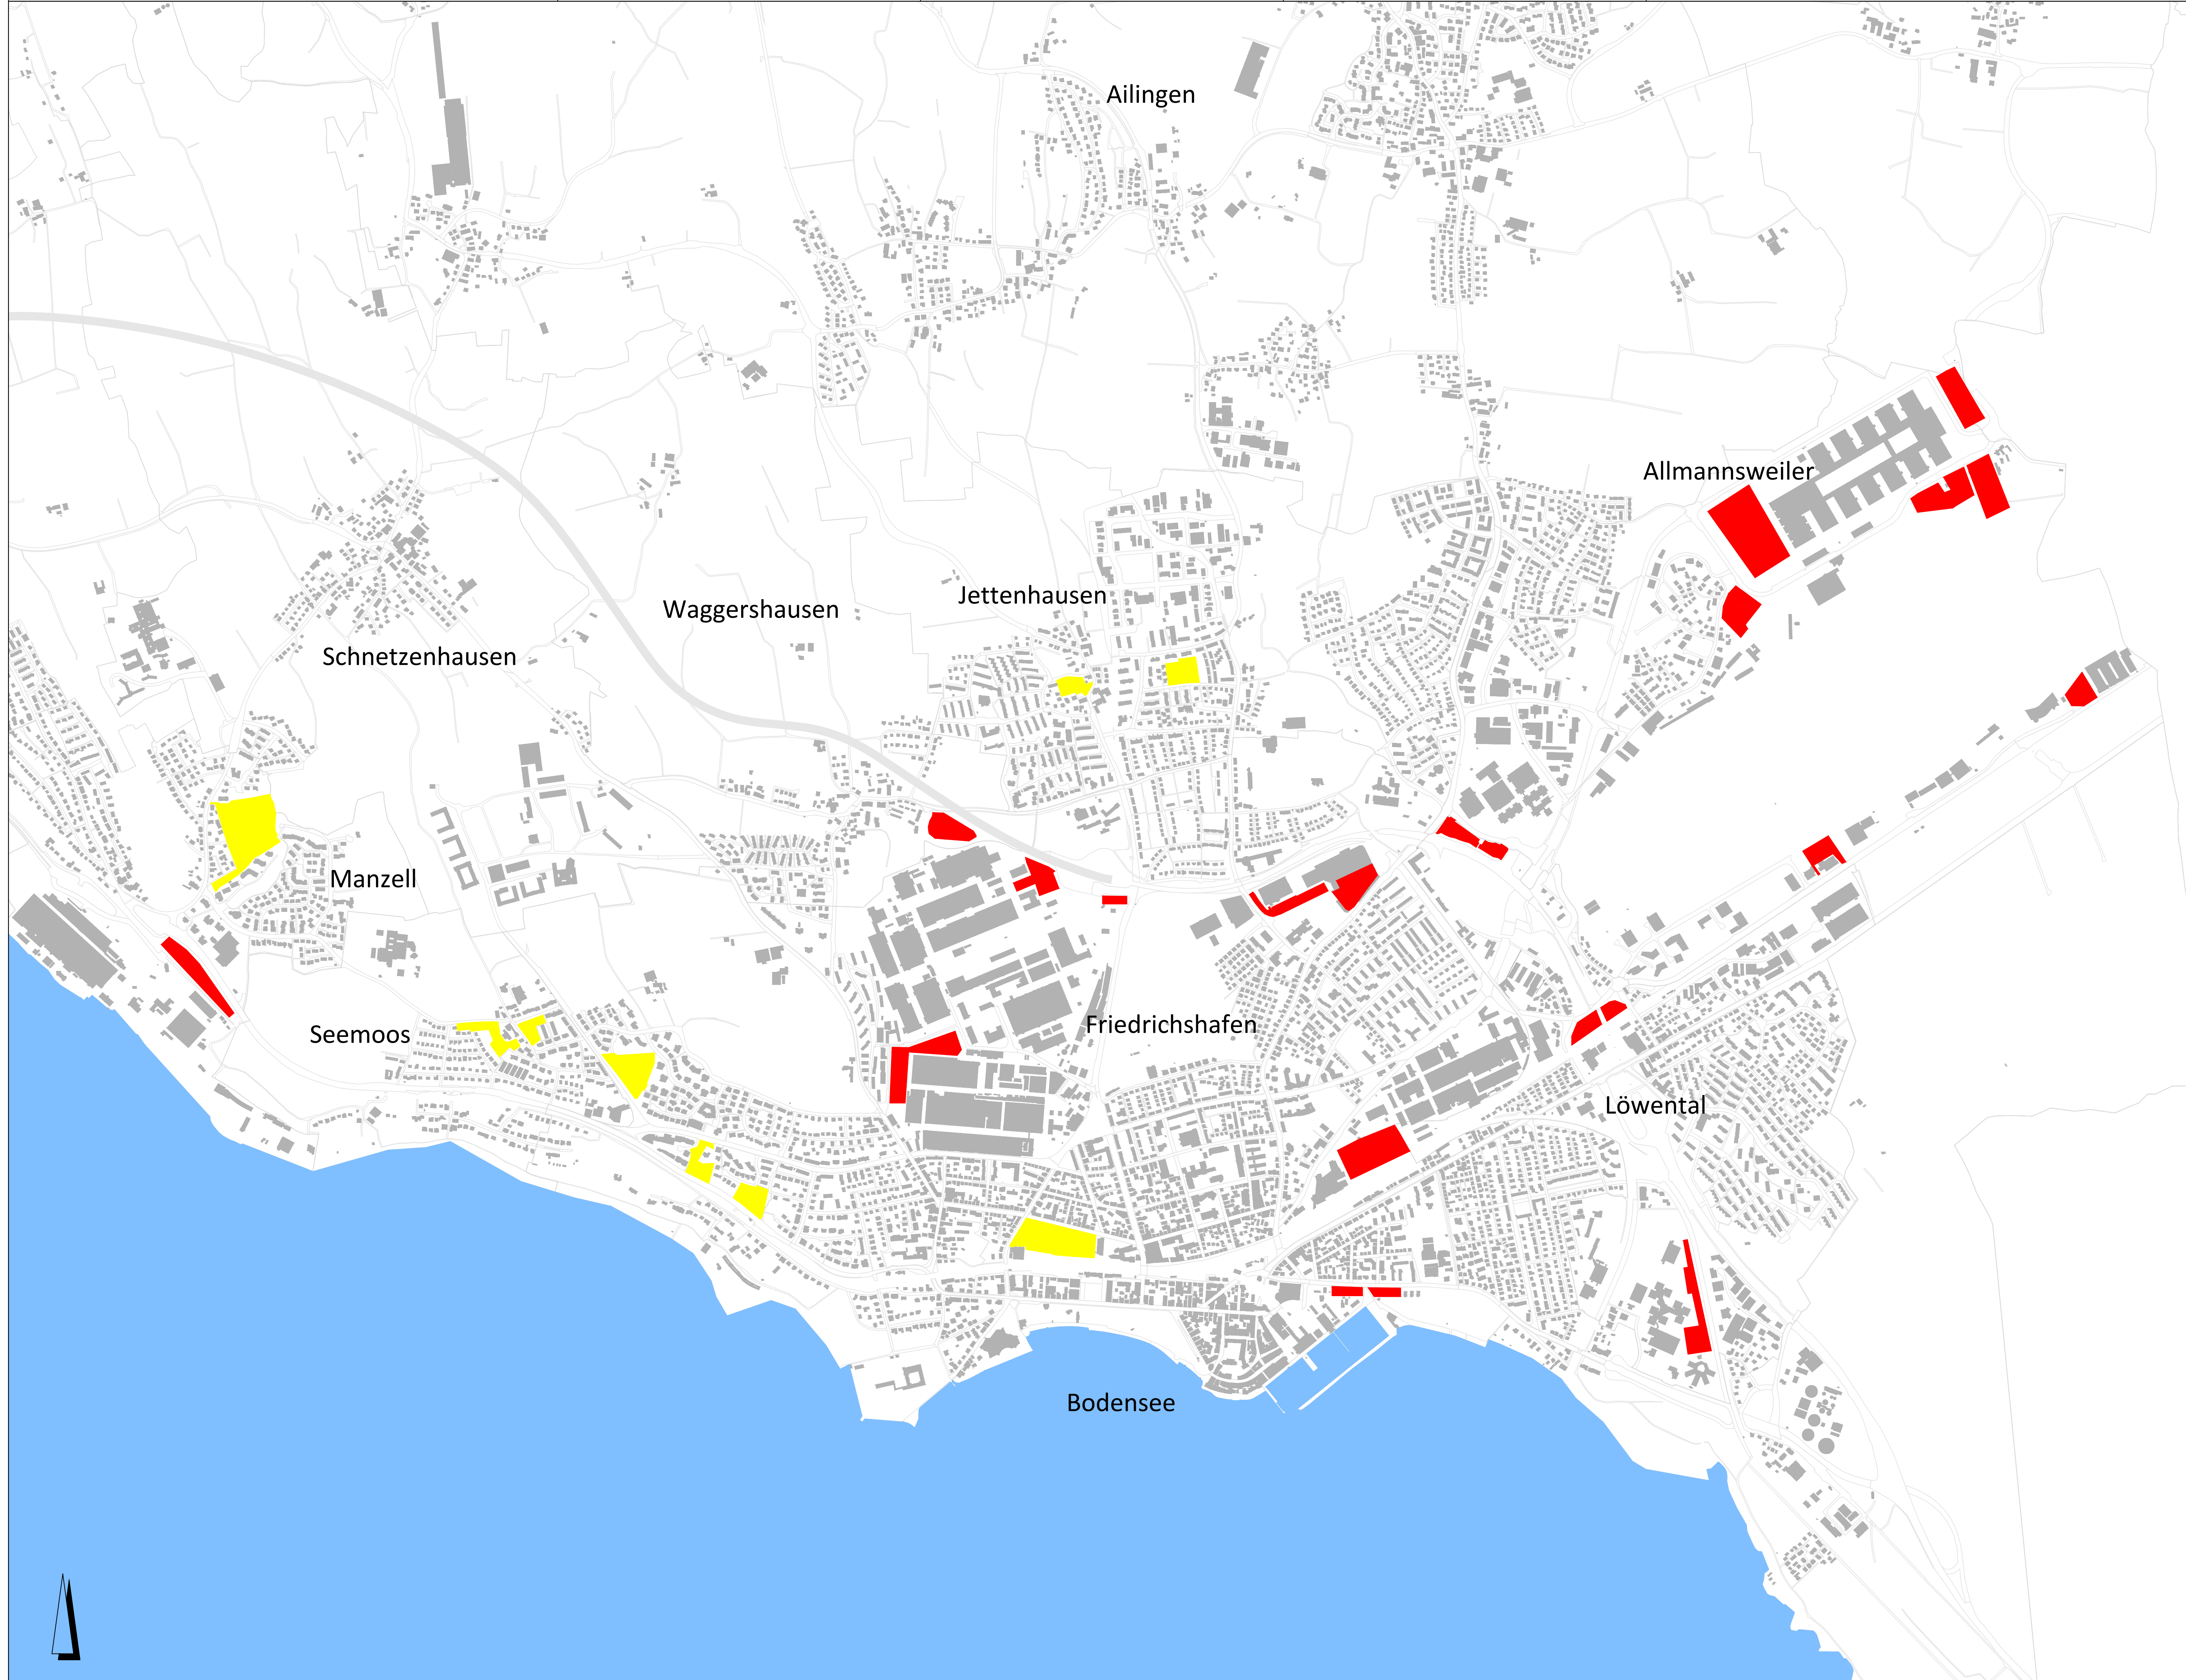 Ailingen
Allmannsweiler
Jettenhausen
Waggershausen
Schnetzenhausen
Manzell
Friedrichshafen
Seemoos
Löwental
Bodensee